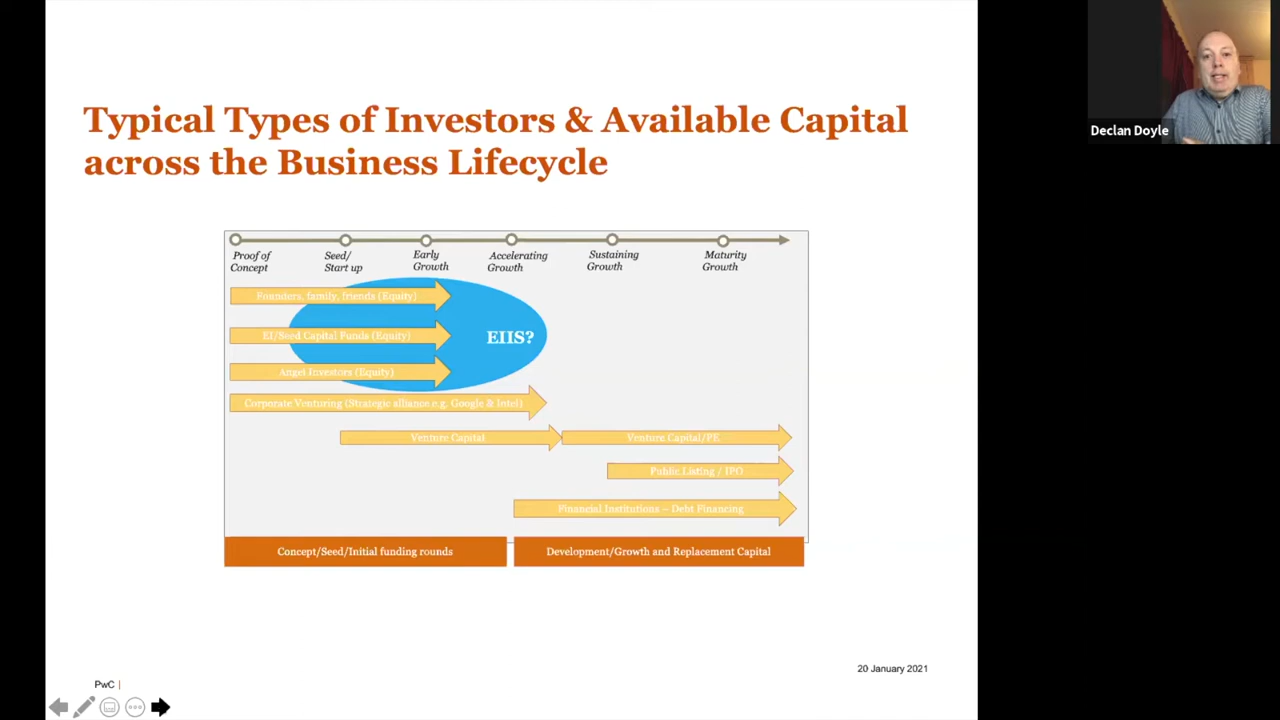 Typical Types of Investors & Available Capital
across the Business Lifecycle
Declan Doyle
Proof of
Concept
Seed/
Start up
Early
Growth
Accelerating
Growth
Sustaining
Growth
Maturity
Growth
Founders, family, friends (Equity)
EI/Seed Capital Funds (Equity)
EIIS?
Angel Investors (Equity)
Corporate Venturing (Strategic alliance e.g. Google & Intel)
Venture Capital
Venture Capital/PE
Public Listing / IPO
Financial Institutions – Debt Financing
Concept/Seed/Initial funding rounds
Development/Growth and Replacement Capital
20 January 2021
PwC |